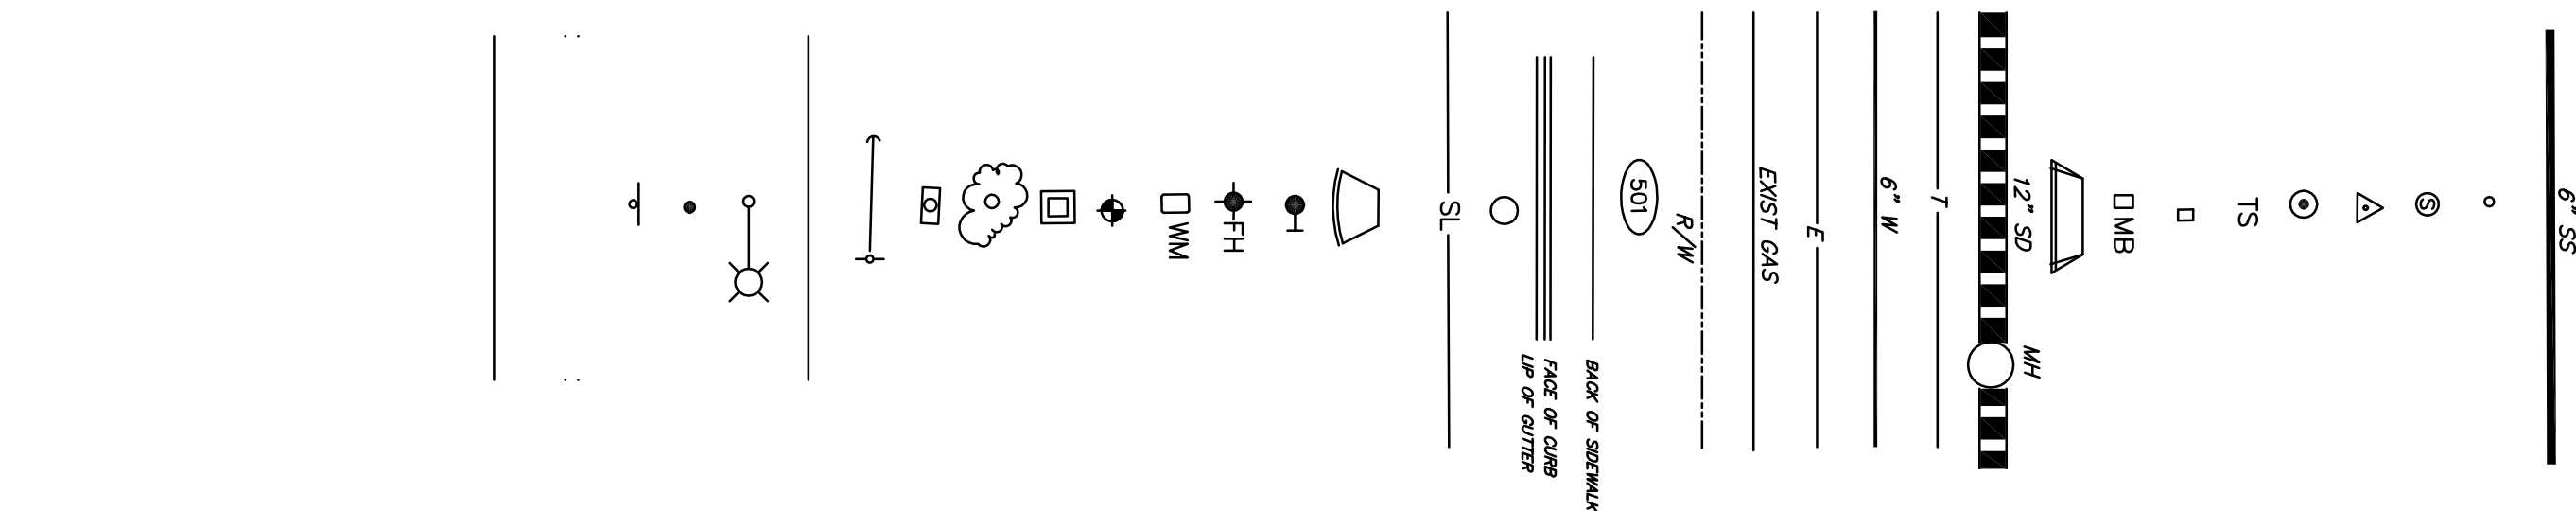 6" SS
S
TS
MB
12" SD
MH
T
6" W
E
EXIST GAS
R/W
501
BACK OF SIDEWALK
FACE OF CURB
LIP OF GUTTER
SL
FH
WM